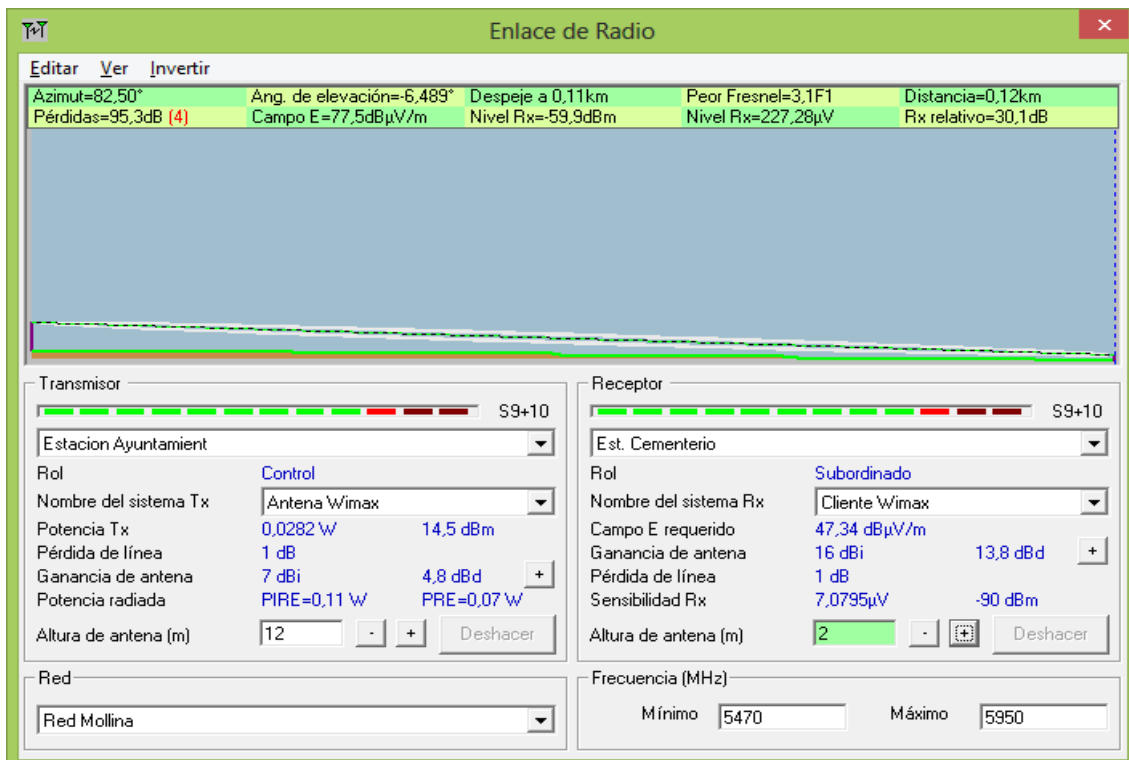 Enlace de Radio
Editar Ver Invertir
Azimut=82,50° Ang. de elevación=-6,489° Despeje a 0,11km Peor Fresnel=3,1F1 Distancia=0,12km
Pérdidas=95,3dB (4) Campo E=77,5dBµV/m Nivel Rx=-59,9dBm Nivel Rx=227,28µV Rx relativo=30,1dB
Transmisor
S9+10
Estacion Ayuntamient
Rol Control
Nombre del sistema Tx Antena Wimax
Potencia Tx 0,0282 W 14,5 dBm
Pérdida de línea 1 dB
Ganancia de antena 7 dBi 4,8 dBd +
Potencia radiada PIRE=0,11 W PRE=0,07 W
Altura de antena (m) 12 - + Deshacer
Receptor
S9+10
Est. Cementerio
Rol Subordinado
Nombre del sistema Rx Cliente Wimax
Campo E requerido 47,34 dBµV/m
Ganancia de antena 16 dBi 13,8 dBd +
Pérdida de línea 1 dB
Sensibilidad Rx 7,0795µV -90 dBm
Altura de antena (m) 2 - + Deshacer
Red
Red Mollina
Frecuencia (MHz)
Mínimo 5470 Máximo 5950